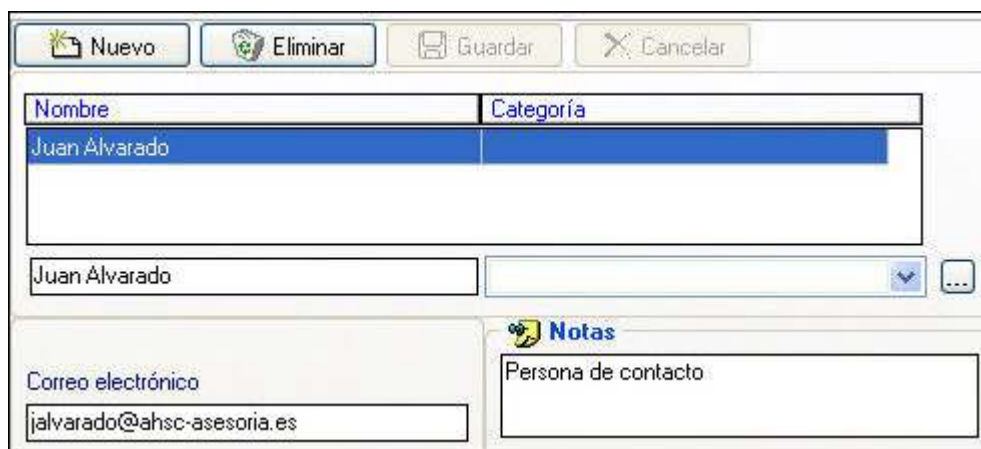 Nuevo Eliminar Guardar Cancelar
Nombre Categoría
Juan Alvarado
Juan Alvarado ...
Notas
Correo electrónico Persona de contacto
jalvarado@ahsc-asesoria.es